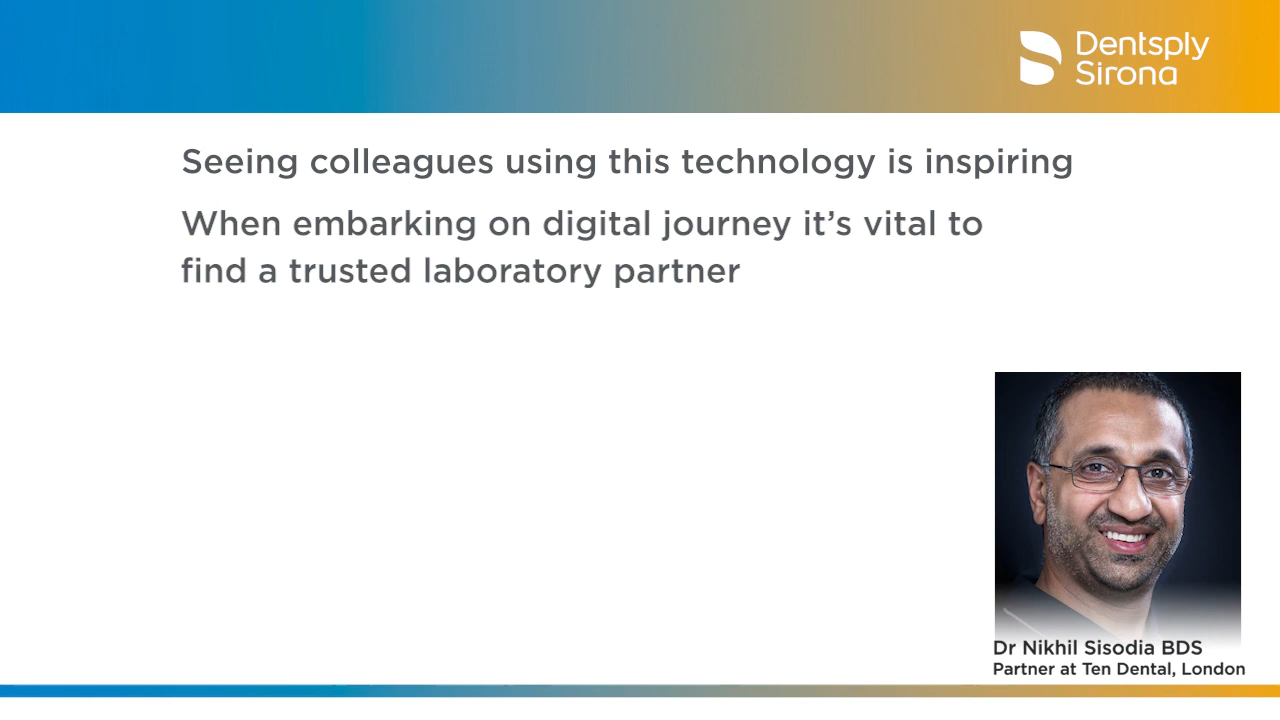 Dentsply
Sirona
Seeing colleagues using this technology is inspiring
When embarking on digital journey it’s vital to
find a trusted laboratory partner
Dr Nikhil Sisodia BDS
Partner at Ten Dental, London